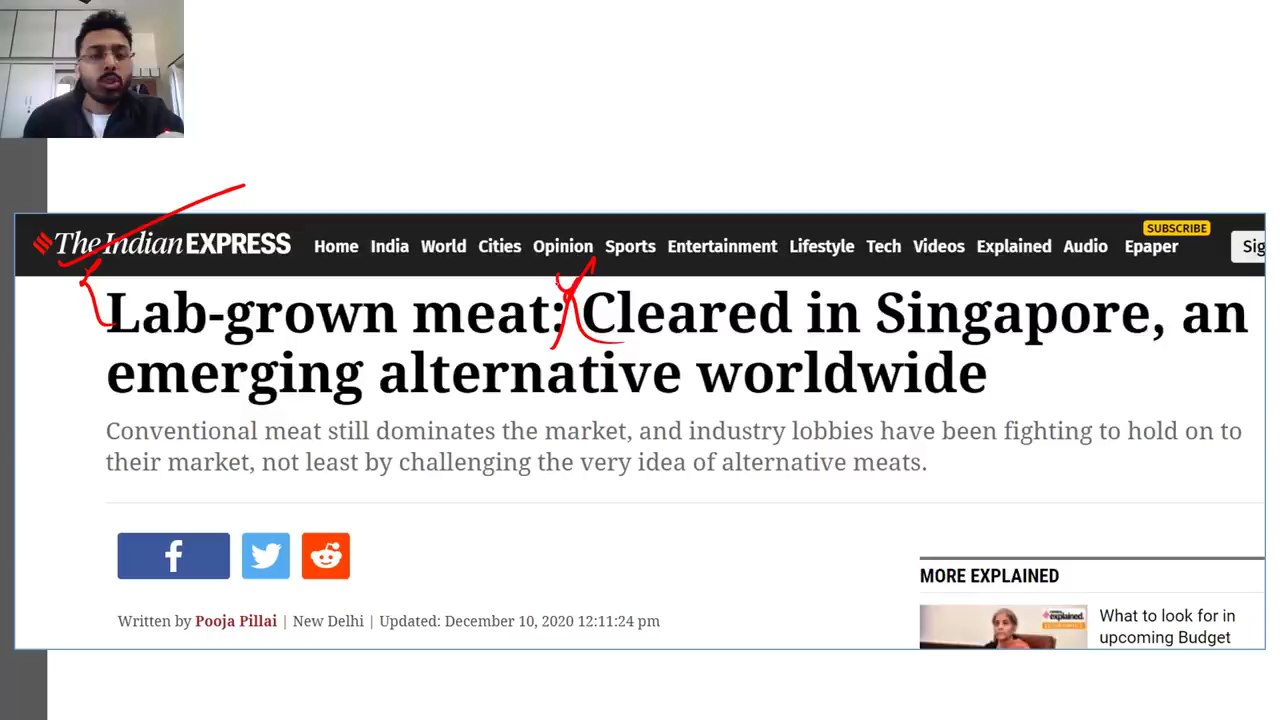 The Indian EXPRESS
Home India World Cities Opinion Sports Entertainment Lifestyle Tech Videos Explained Audio Epaper
SUBSCRIBE
Sig
Lab-grown meat: Cleared in Singapore, an
emerging alternative worldwide
Conventional meat still dominates the market, and industry lobbies have been fighting to hold on to
their market, not least by challenging the very idea of alternative meats.
Written by Pooja Pillai | New Delhi | Updated: December 10, 2020 12:11:24 pm
MORE EXPLAINED
What to look for in
upcoming Budget